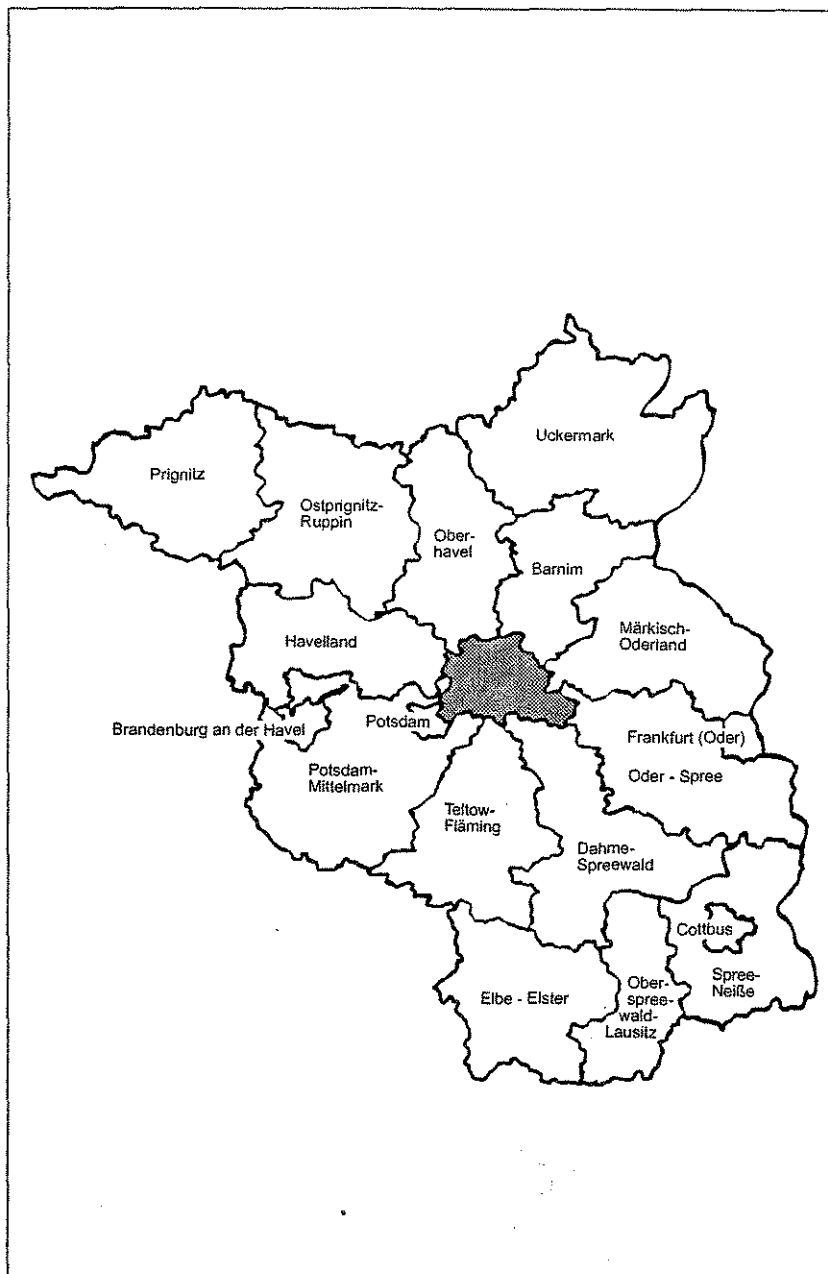 Uckermark
Prignitz
Ostprignitz-
Ruppin
Ober-
havel
Barnim
Havelland
Märkisch-
Oderland
Brandenburg an der Havel
Potsdam
Frankfurt (Oder)
Potsdam-
Mittelmark
Oder - Spree
Teltow-
Fläming
Dahme-
Spreewald
Cottbus
Spree-
Neiße
Elbe - Elster
Ober-
spree-
wald-
Lausitz